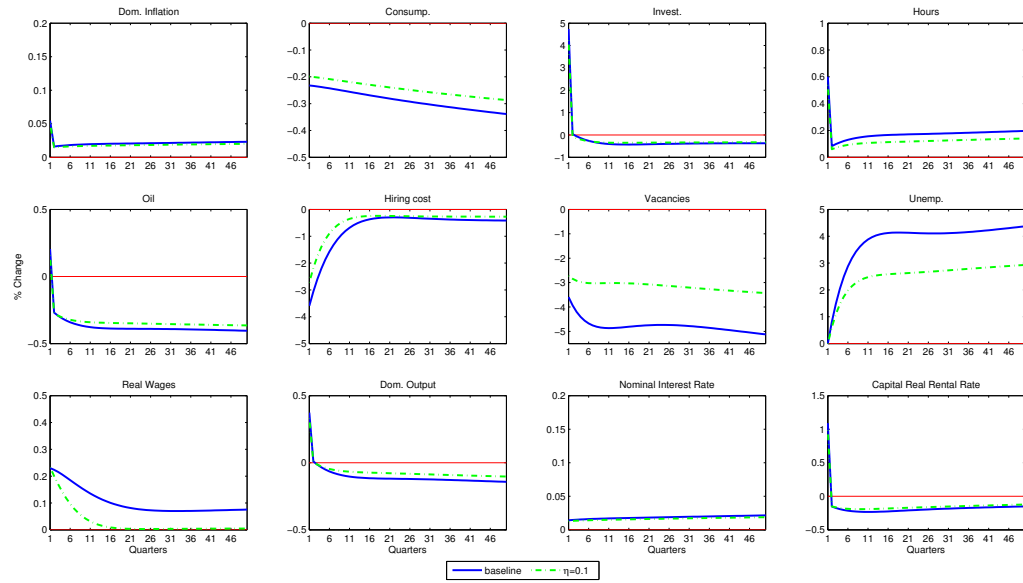 Dom. Inflation Consump. Invest. Hours
0.2 0 5 1
0.15 −0.1 4 0.8
0.1 −0.2 3 0.6
0.05 −0.3 2 0.4
0 −0.4 1 0.2
−0.5 0 0
−1
1 6 11 16 21 26 31 36 41 46 1 6 11 16 21 26 31 36 41 46 1 6 11 16 21 26 31 36 41 46 1 6 11 16 21 26 31 36 41 46
Oil Hiring cost Vacancies Unemp.
0.5 0 0 5
−1 −1 4
0 −2 −2 3
−3 −3 2
−4 −4 1
−0.5 −5 −5 0
1 6 11 16 21 26 31 36 41 46 1 6 11 16 21 26 31 36 41 46 1 6 11 16 21 26 31 36 41 46 1 6 11 16 21 26 31 36 41 46
% Change
Real Wages Dom. Output Nominal Interest Rate Capital Real Rental Rate
0.5 0.5 0.2 1.5
0.4 0.15 1
0.3 0 0.1 0.5
0.2 0.05 0
0.1 −0.5 0 −0.5
0
1 6 11 16 21 26 31 36 41 46 1 6 11 16 21 26 31 36 41 46 1 6 11 16 21 26 31 36 41 46 1 6 11 16 21 26 31 36 41 46
Quarters Quarters Quarters Quarters
baseline η=0.1